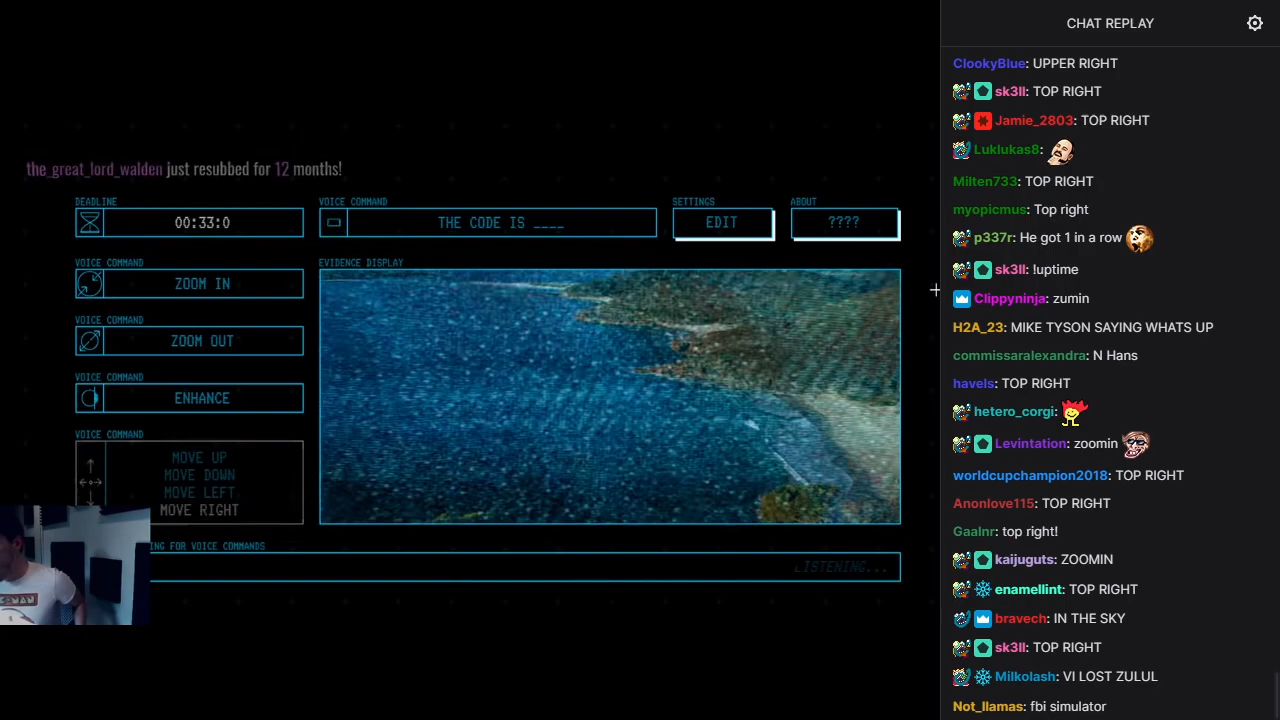 the_great_lord_walden just resubbed for 12 months!
DEADLINE
00:33:0
VOICE COMMAND
THE CODE IS ____
SETTINGS
EDIT
ABOUT
????
VOICE COMMAND
ZOOM IN
VOICE COMMAND
ZOOM OUT
VOICE COMMAND
ENHANCE
VOICE COMMAND
MOVE UP
MOVE DOWN
MOVE LEFT
MOVE RIGHT
EVIDENCE DISPLAY
FOR VOICE COMMANDS
LISTENING...
CHAT REPLAY
ClookyBlue: UPPER RIGHT
sk3ll: TOP RIGHT
Jamie_2803: TOP RIGHT
Luklukas8:
Milten733: TOP RIGHT
myopicmus: Top right
p337r: He got 1 in a row
sk3ll: !uptime
Clippyninja: zumin
H2A_23: MIKE TYSON SAYING WHATS UP
commissaralexandra: N Hans
havels: TOP RIGHT
hetero_corgi:
Levintation: zoomin
worldcupchampion2018: TOP RIGHT
Anonlove115: TOP RIGHT
Gaalnr: top right!
kaijuguts: ZOOMIN
enamellint: TOP RIGHT
bravech: IN THE SKY
sk3ll: TOP RIGHT
Milkolash: VI LOST ZULUL
Not_llamas: fbi simulator